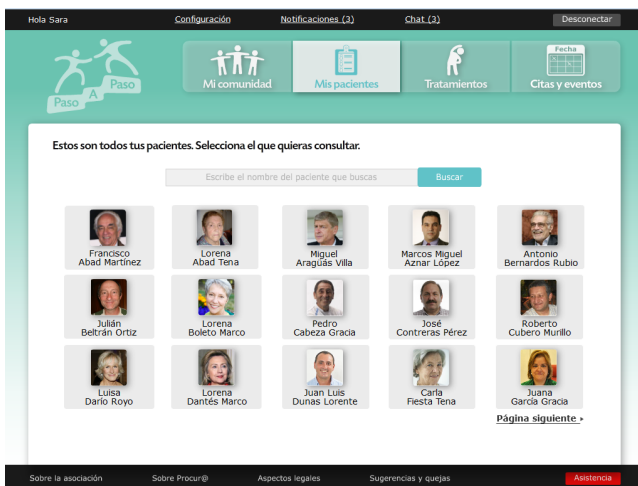 Hola Sara
Configuración
Notificaciones (3)
Chat (3)
Desconectar
Paso A Paso
Mi comunidad
Mis pacientes
Tratamientos
Fecha
Citas y eventos
Estos son todos tus pacientes. Selecciona el que quieras consultar.
Escribe el nombre del paciente que buscas
Buscar
Francisco
Abad Martínez
Lorena
Abad Tena
Miguel
Aragüás Villa
Marcos Miguel
Aznar López
Antonio
Bernardos Rubio
Julián
Beltrán Ortiz
Lorena
Boleto Marco
Pedro
Cabeza Gracia
José
Contreras Pérez
Roberto
Cubero Murillo
Luisa
Darío Royo
Lorena
Dantés Marco
Juan Luis
Dunas Lorente
Carla
Fiesta Tena
Juana
García Gracia
Página siguiente ▸
Sobre la asociación
Sobre Procur@
Aspectos legales
Sugerencias y quejas
Asistencia